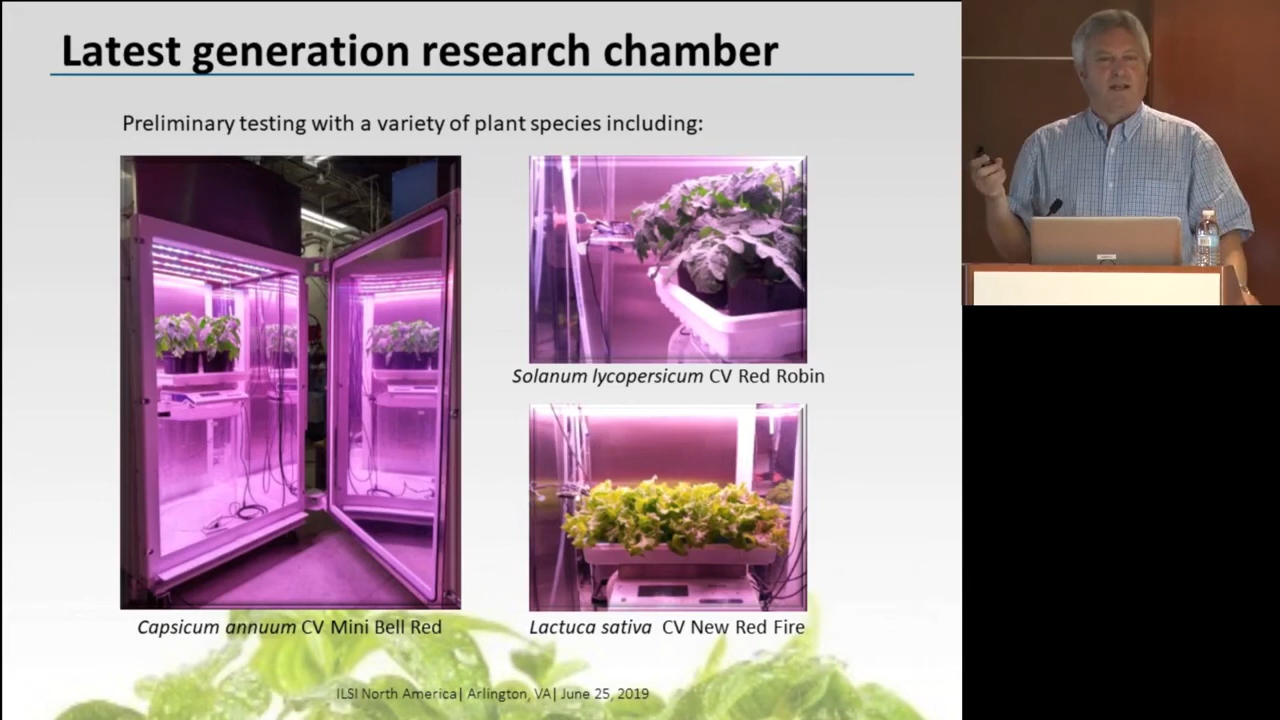 Latest generation research chamber
Preliminary testing with a variety of plant species including:
Solanum lycopersicum CV Red Robin
Capsicum annuum CV Mini Bell Red
Lactuca sativa CV New Red Fire
ILSI North America| Arlington, VA| June 25, 2019